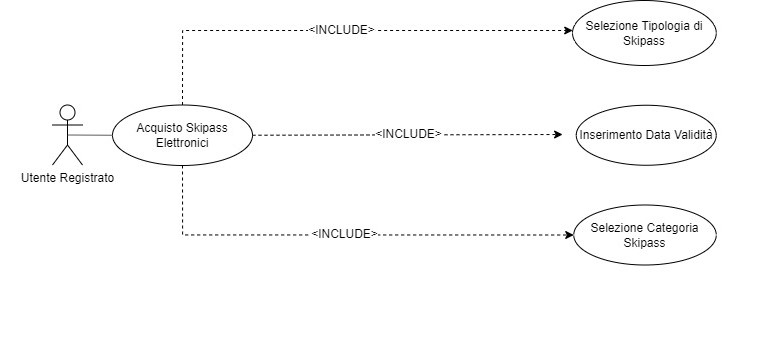 <INCLUDE>
Selezione Tipologia di
Skipass
Acquisto Skipass
Elettronici
<INCLUDE>
Inserimento Data Validità
Utente Registrato
<INCLUDE>
Selezione Categoria
Skipass